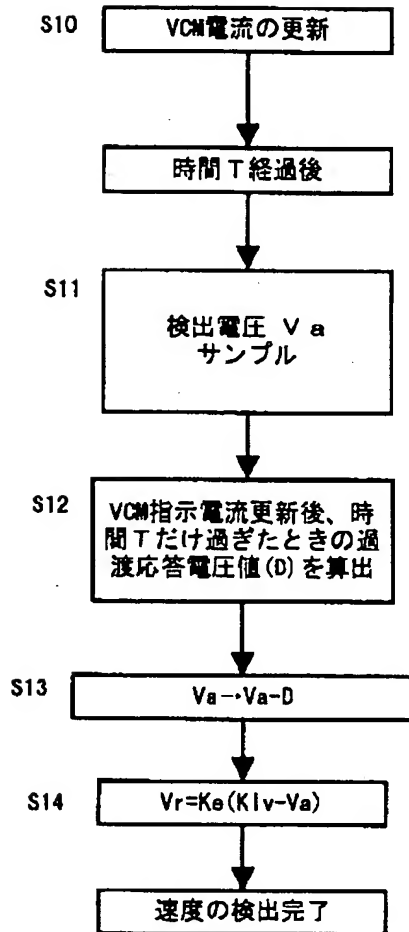 S10
VCM電流の更新
時間T経過後
S11
検出電圧 Va
サンプル
S12
VCM指示電流更新後、時
間Tだけ過ぎたときの過
渡応答電圧値(D)を算出
S13
Va→Va-D
S14
Vr=Ke(KIv-Va)
速度の検出完了